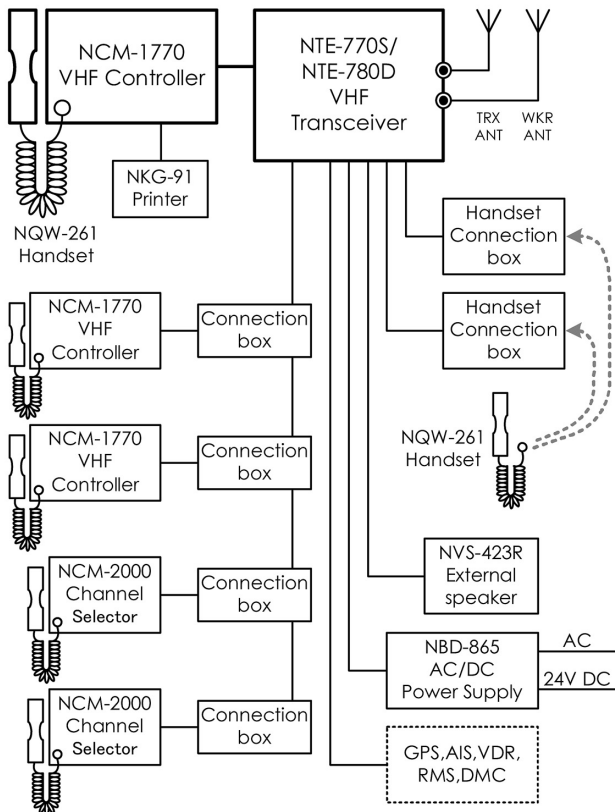 NCM-1770
VHF Controller
NTE-770S/
NTE-780D
VHF
Transceiver
TRX
ANT
WKR
ANT
NKG-91
Printer
NQW-261
Handset
Handset
Connection
box
NCM-1770
VHF
Controller
Connection
box
Handset
Connection
box
NCM-1770
VHF
Controller
Connection
box
NQW-261
Handset
NCM-2000
Channel
Selector
Connection
box
NVS-423R
External
speaker
NBD-865
AC/DC
Power Supply
AC
24V DC
NCM-2000
Channel
Selector
Connection
box
GPS,AIS,VDR,
RMS,DMC